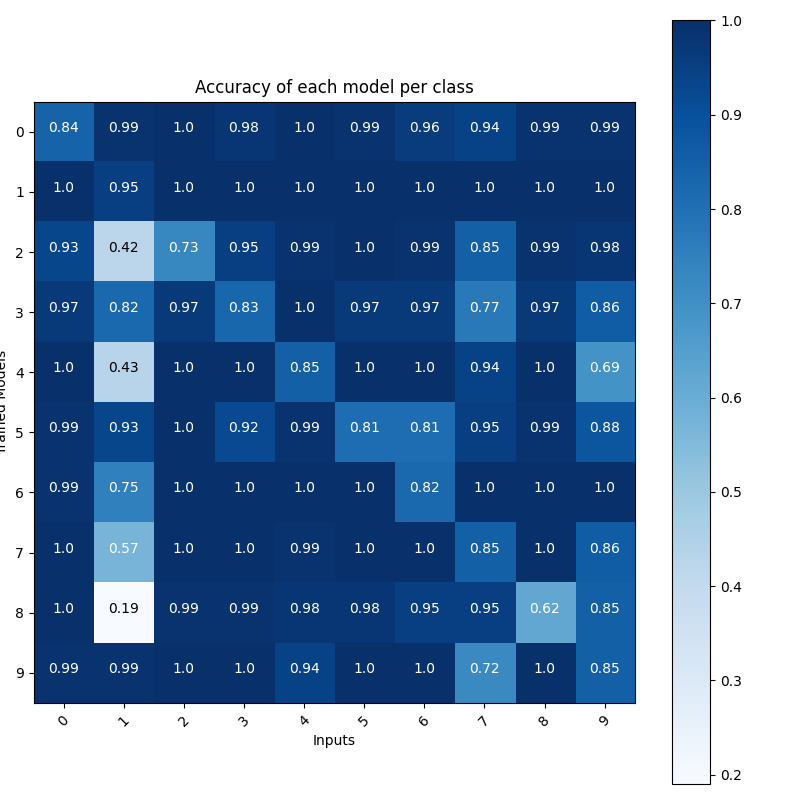 Accuracy of each model per class
0 0.84 0.99 1.0 0.98 1.0 0.99 0.96 0.94 0.99 0.99
1 1.0 0.95 1.0 1.0 1.0 1.0 1.0 1.0 1.0 1.0
2 0.93 0.42 0.73 0.95 0.99 1.0 0.99 0.85 0.99 0.98
3 0.97 0.82 0.97 0.83 1.0 0.97 0.97 0.77 0.97 0.86
4 1.0 0.43 1.0 1.0 0.85 1.0 1.0 0.94 1.0 0.69
5 0.99 0.93 1.0 0.92 0.99 0.81 0.81 0.95 0.99 0.88
6 0.99 0.75 1.0 1.0 1.0 1.0 0.82 1.0 1.0 1.0
7 1.0 0.57 1.0 1.0 0.99 1.0 1.0 0.85 1.0 0.86
8 1.0 0.19 0.99 0.99 0.98 0.98 0.95 0.95 0.62 0.85
9 0.99 0.99 1.0 1.0 0.94 1.0 1.0 0.72 1.0 0.85
0 1 2 3 4 5 6 7 8 9
Inputs
Trained Models
1.0
0.9
0.8
0.7
0.6
0.5
0.4
0.3
0.2